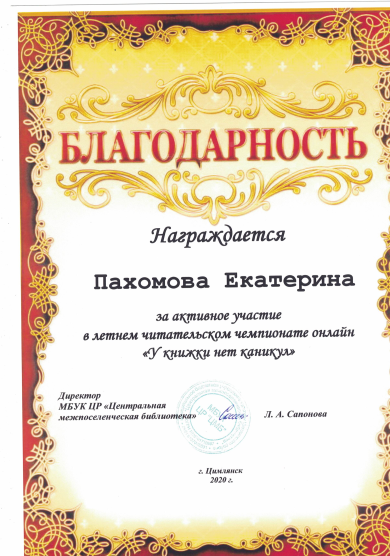 БЛАГОДАРНОСТЬ
Награждается
Пахомова Екатерина
за активное участие
в летнем читательском чемпионате онлайн
«У книжки нет каникул»
Директор
МБУК ЦР «Центральная
межпоселенческая библиотека»
Л. А. Сапонова
г. Цимлянск
2020 г.